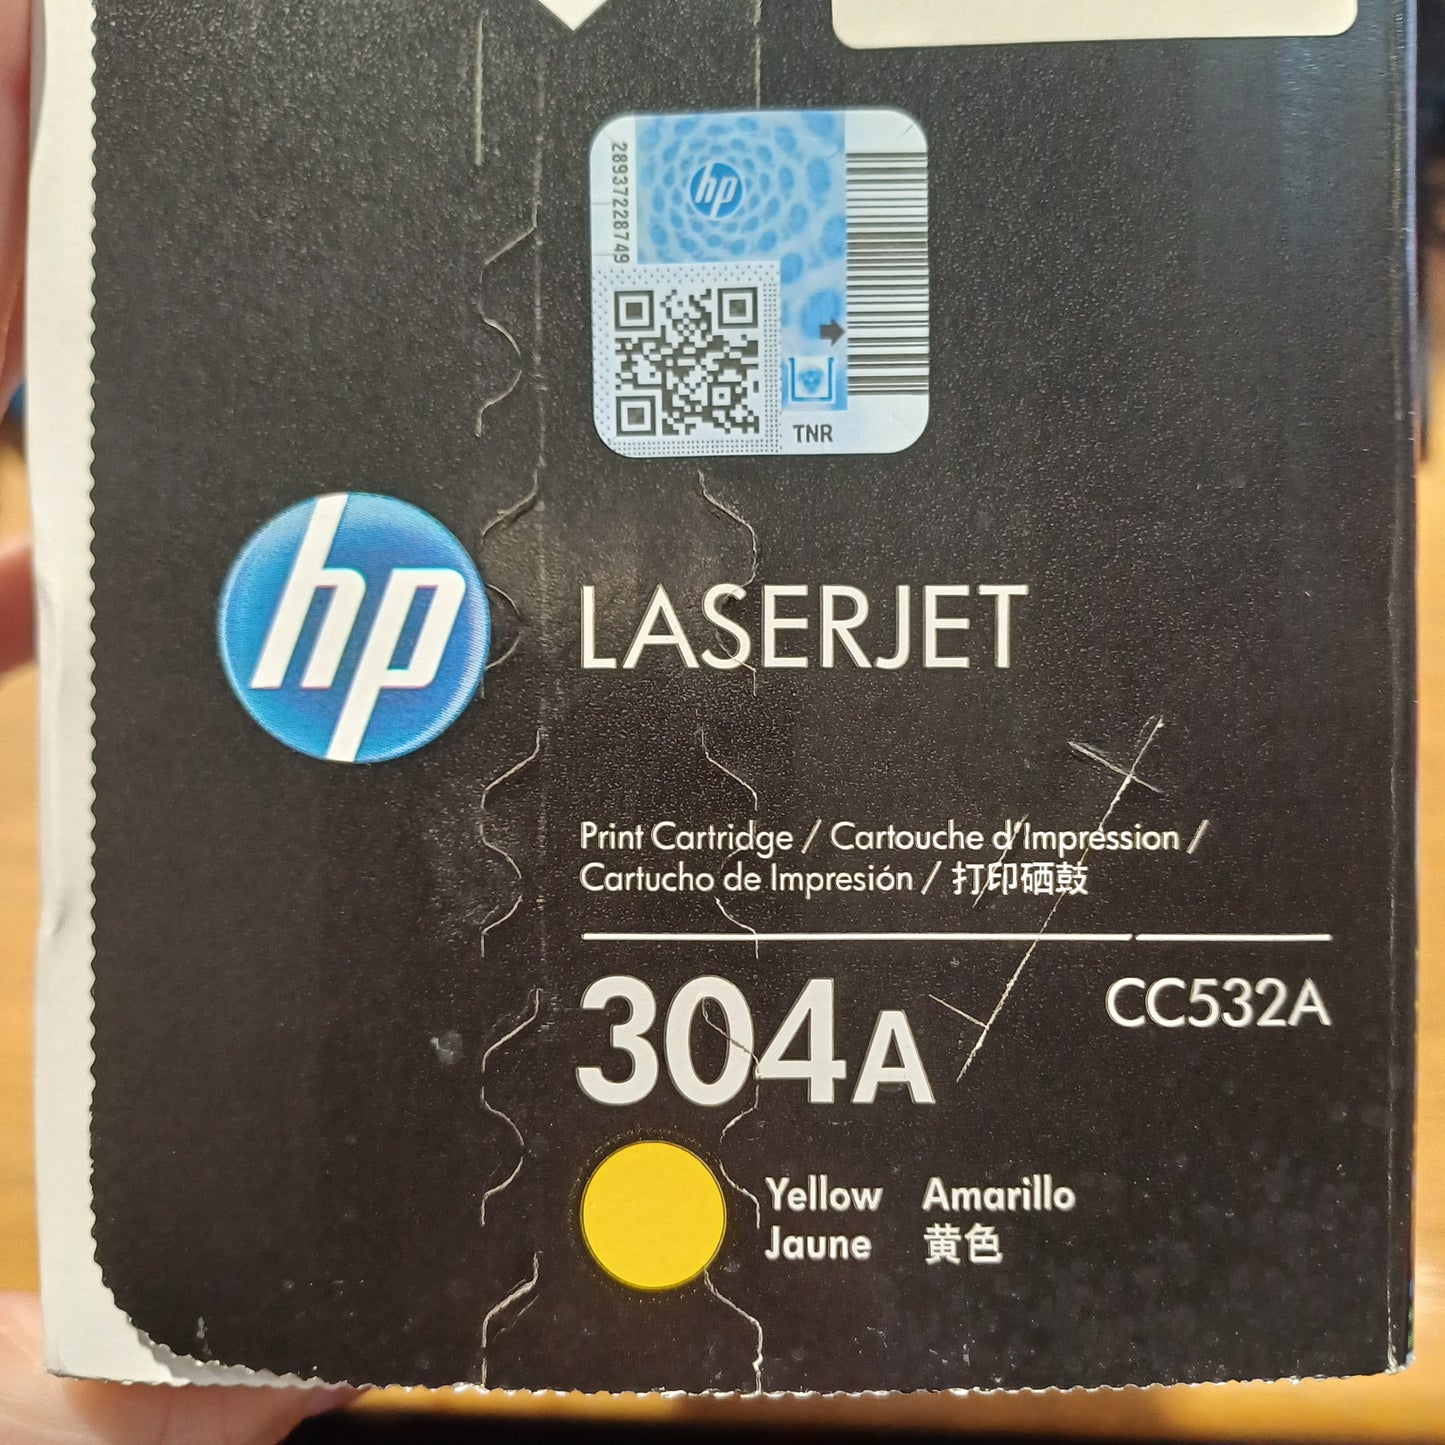 28937228749
hp
TNR
hp
LASERJET
Print Cartridge / Cartouche d'Impression /
Cartucho de Impresión / 打印硒鼓
304A
CC532A
Yellow Amarillo
Jaune 黄色